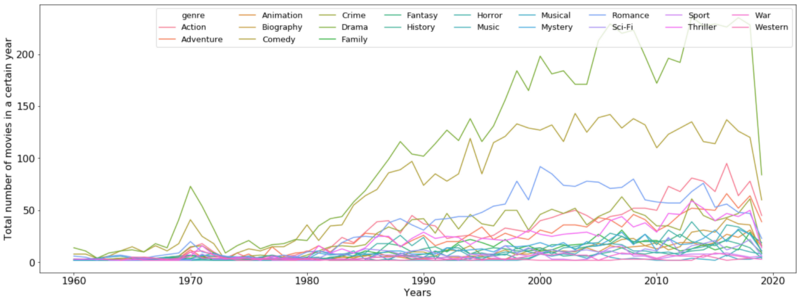 genre Animation Crime Fantasy Horror Musical Romance Sport War
Action Biography Drama History Music Mystery Sci-Fi Thriller Western
Adventure Comedy Family
Total number of movies in a certain year
200
150
100
50
0
1960 1970 1980 1990 2000 2010 2020
Years